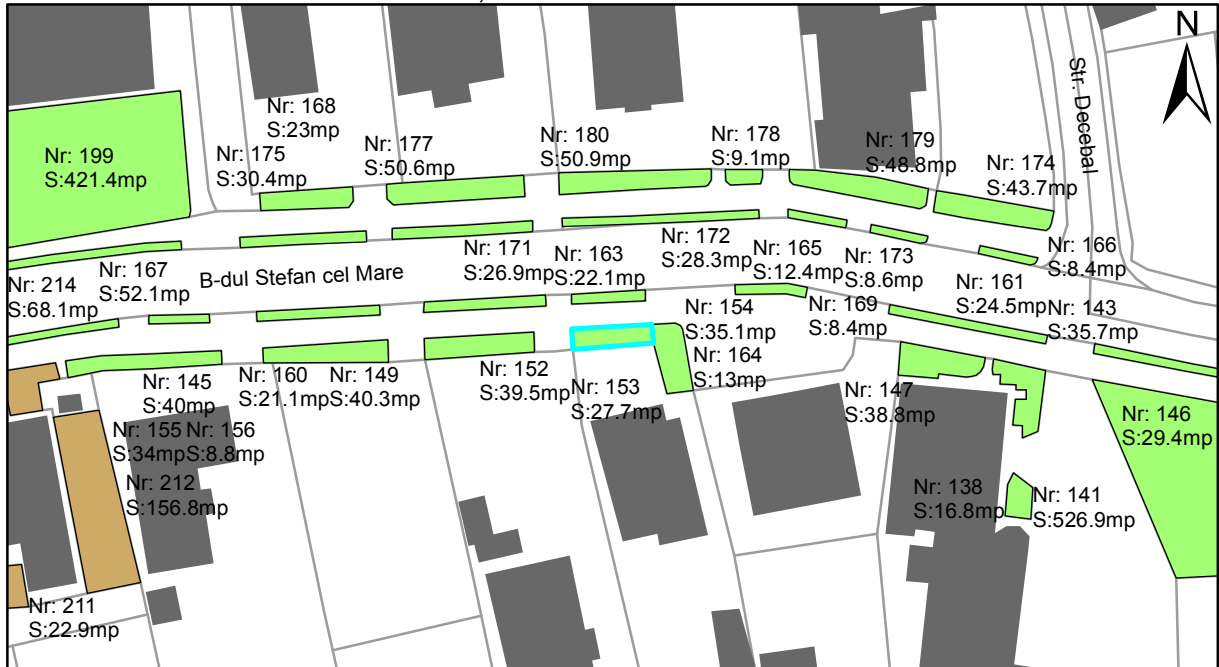 N
Str. Decebal
Nr: 168
S:23mp
Nr: 177
S:50.6mp
Nr: 180
S:50.9mp
Nr: 178
S:9.1mp
Nr: 179
S:48.8mp
Nr: 174
S:43.7mp
Nr: 199
S:421.4mp
Nr: 175
S:30.4mp
Nr: 171
S:26.9mp
Nr: 163
S:22.1mp
Nr: 172
S:28.3mp
Nr: 165
S:12.4mp
Nr: 173
S:8.6mp
Nr: 166
S:8.4mp
Nr: 214
S:68.1mp
Nr: 167
S:52.1mp
B-dul Stefan cel Mare
Nr: 161
S:24.5mp
Nr: 143
S:35.7mp
Nr: 154
S:35.1mp
Nr: 169
S:8.4mp
Nr: 164
S:13mp
Nr: 145
S:40mp
Nr: 160
S:21.1mp
Nr: 149
S:40.3mp
Nr: 152
S:39.5mp
Nr: 153
S:27.7mp
Nr: 147
S:38.8mp
Nr: 146
S:29.4mp
Nr: 155
S:34mp
Nr: 156
S:8.8mp
Nr: 212
S:156.8mp
Nr: 138
S:16.8mp
Nr: 141
S:526.9mp
Nr: 211
S:22.9mp